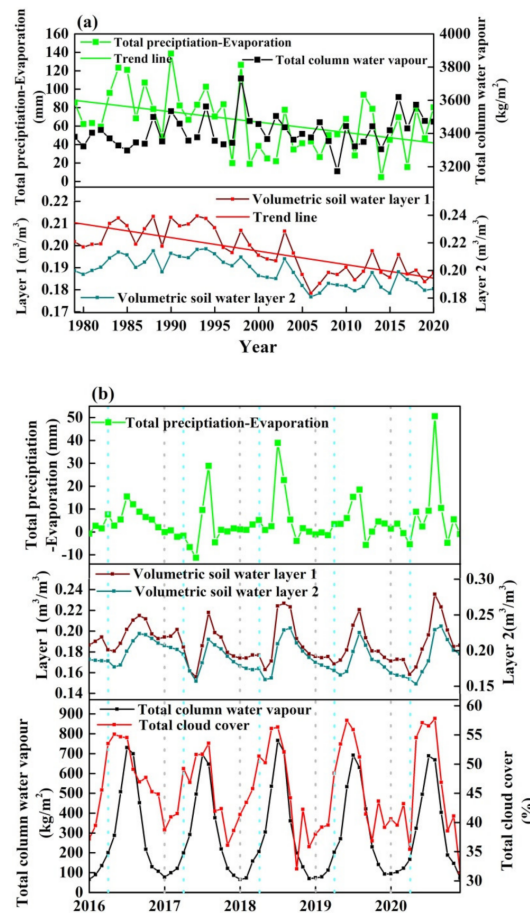 (a)
Total preciptiation-Evaporation
Trend line
Total column water vapour
Total preciptiation-Evaporation
(mm)
160
140
120
100
80
60
40
20
0
4000
3800
3600
3400
3200
Total column water vapour
(kg/m²)
Volumetric soil water layer 1
Trend line
Volumetric soil water layer 2
Layer 1 (m³/m³)
0.22
0.21
0.20
0.19
0.18
0.17
0.24
0.22
0.20
0.18
Layer 2 (m³/m³)
1980 1985 1990 1995 2000 2005 2010 2015 2020
Year
(b)
Total preciptiation-Evaporation
Total preciptiation
-Evaporation (mm)
50
40
30
20
10
0
-10
Volumetric soil water layer 1
Volumetric soil water layer 2
Layer 1 (m³/m³)
0.24
0.22
0.20
0.18
0.16
0.14
0.30
0.25
0.20
0.15
Layer 2(m³/m³)
Total column water vapour
Total cloud cover
Total column water vapour
(kg/m²)
900
800
700
600
500
400
300
200
100
0
60
50
40
30
Total cloud cover
(%)
2016 2017 2018 2019 2020